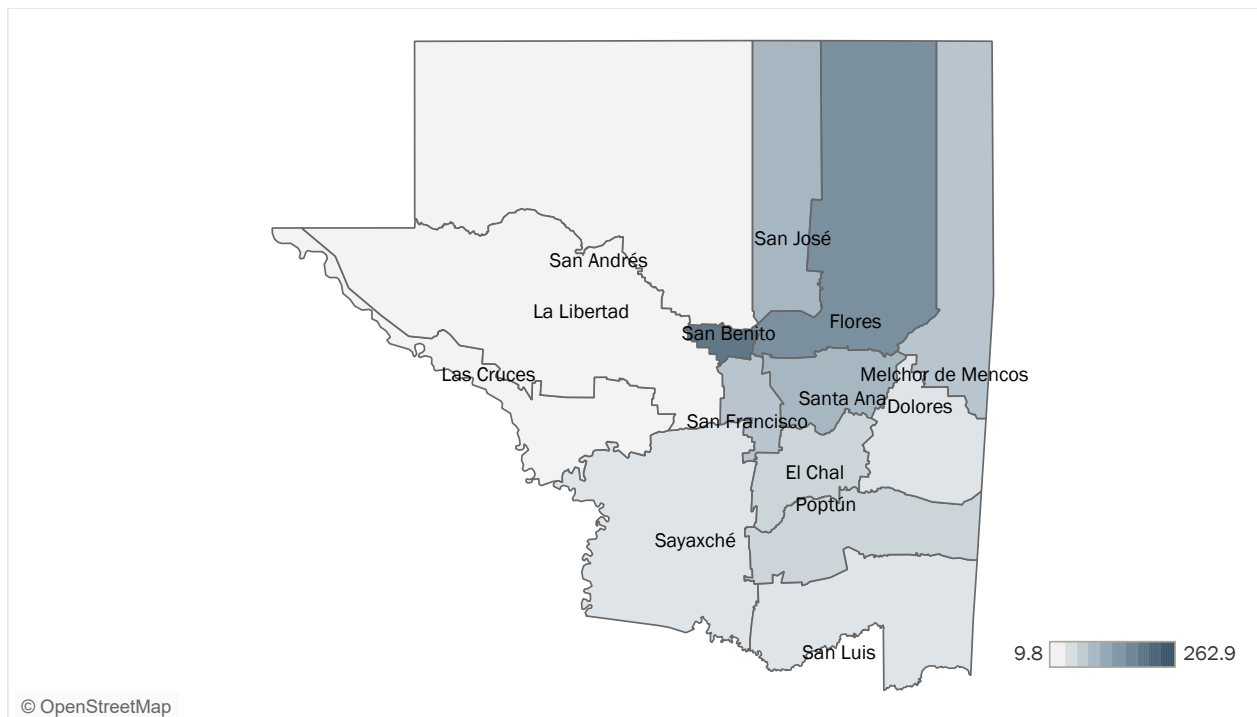 San José
San Andrés
La Libertad
Flores
San Benito
Las Cruces
Melchor de Mencos
Santa Ana
Dolores
San Francisco
El Chal
Poptún
Sayaxché
San Luis
9.8
262.9
© OpenStreetMap